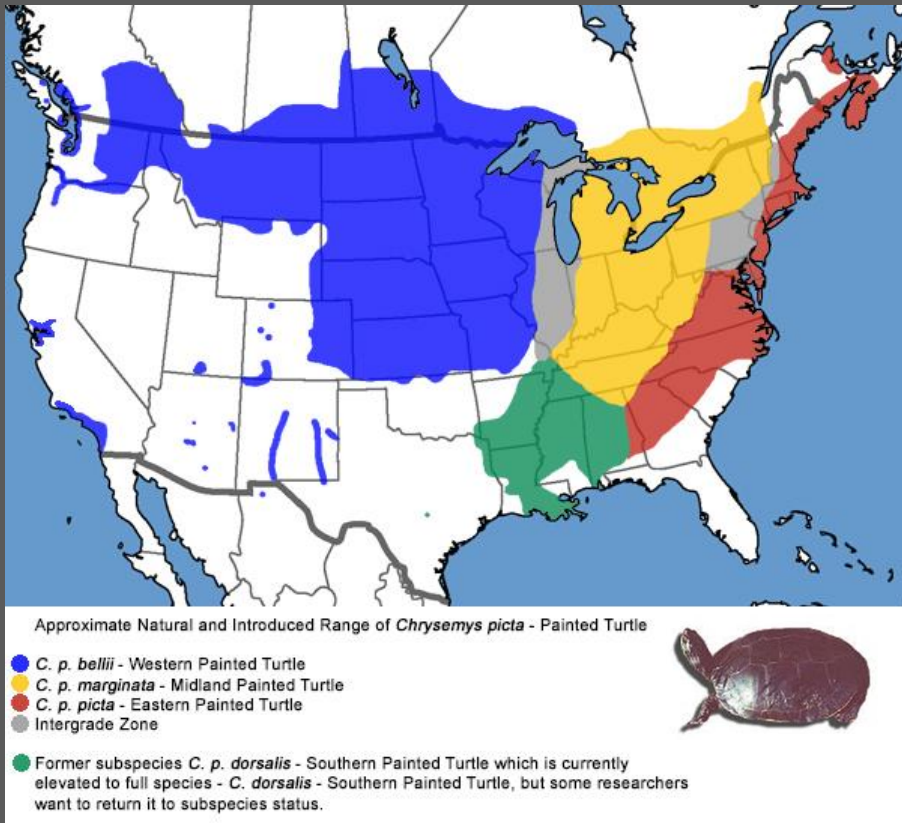 Approximate Natural and Introduced Range of Chrysemys picta - Painted Turtle
C. p. bellii - Western Painted Turtle
C. p. marginata - Midland Painted Turtle
C. p. picta - Eastern Painted Turtle
Intergrade Zone
Former subspecies C. p. dorsalis - Southern Painted Turtle which is currently
elevated to full species - C. dorsalis - Southern Painted Turtle, but some researchers
want to return it to subspecies status.